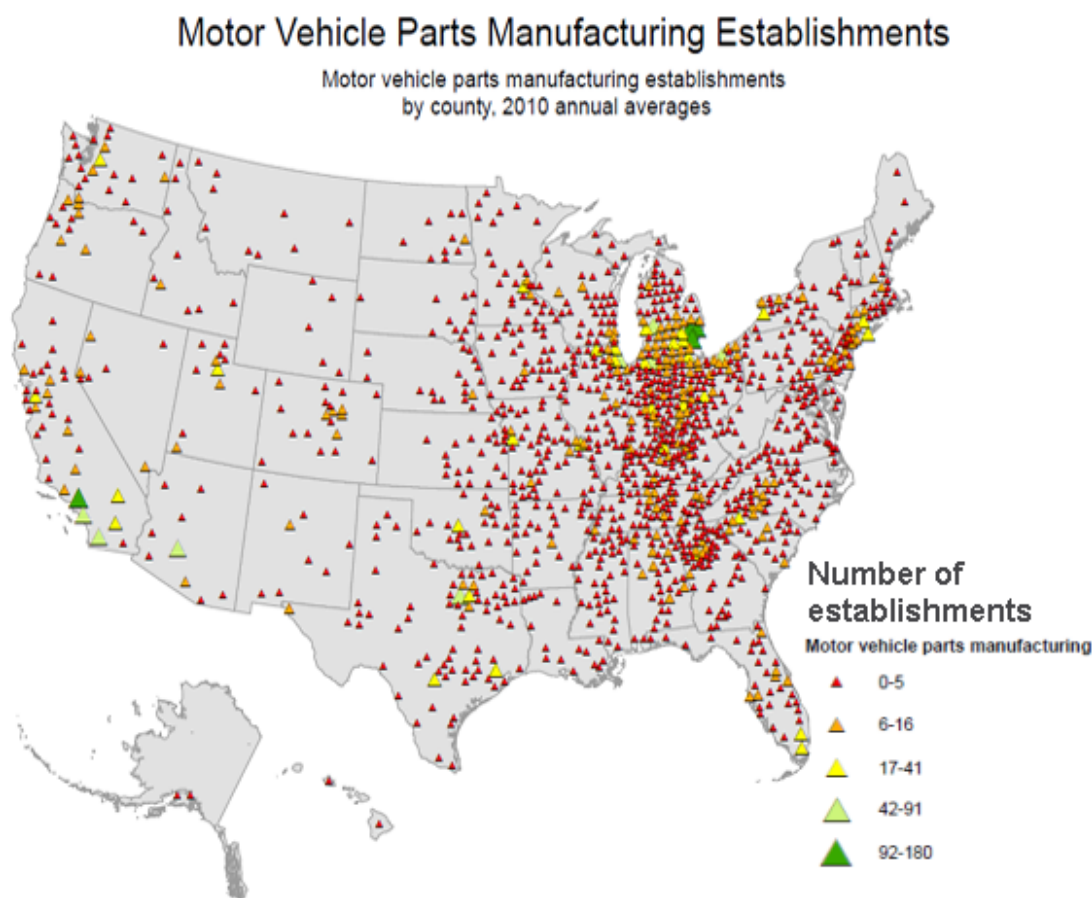 Motor Vehicle Parts Manufacturing Establishments
Motor vehicle parts manufacturing establishments
by county, 2010 annual averages
Number of
establishments
Motor vehicle parts manufacturing
0-5
6-16
17-41
42-91
92-180